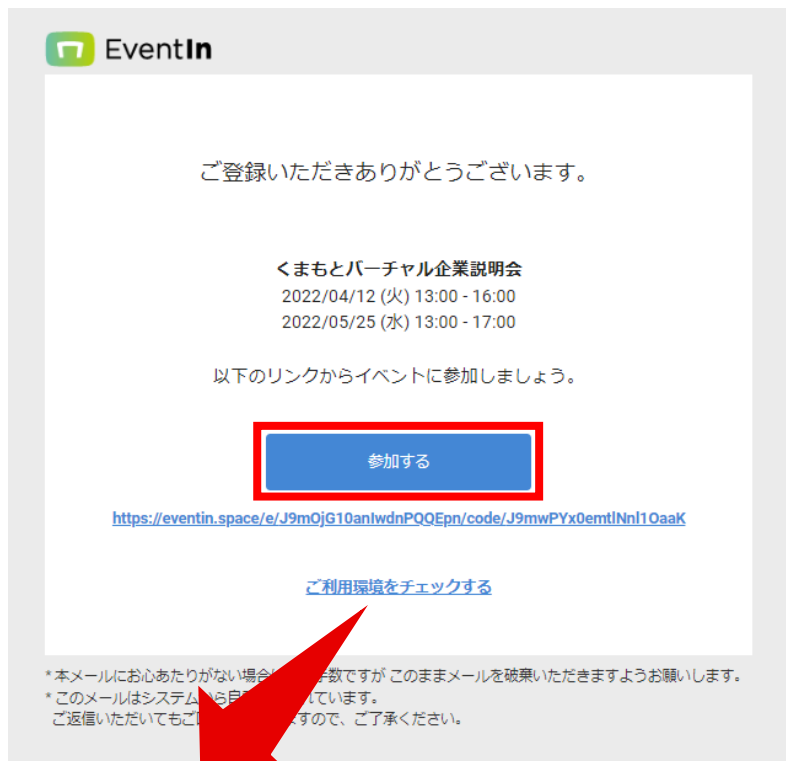 EventIn
ご登録いただきありがとうございます。
くまもとバーチャル企業説明会
2022/04/12 (火) 13:00 - 16:00
2022/05/25 (水) 13:00 - 17:00
以下のリンクからイベントに参加しましょう。
参加する
https://eventin.space/e/J9mOjG10anIwdnPQQEpn/code/J9mwPYx0emtlNnl1OaaK
ご利用環境をチェックする
* 本メールにお心あたりがない場合 手数ですが このままメールを破棄いただきますようお願いします。
* このメールはシステムから自 れています。
ご返信いただいてもご ますので、ご了承ください。